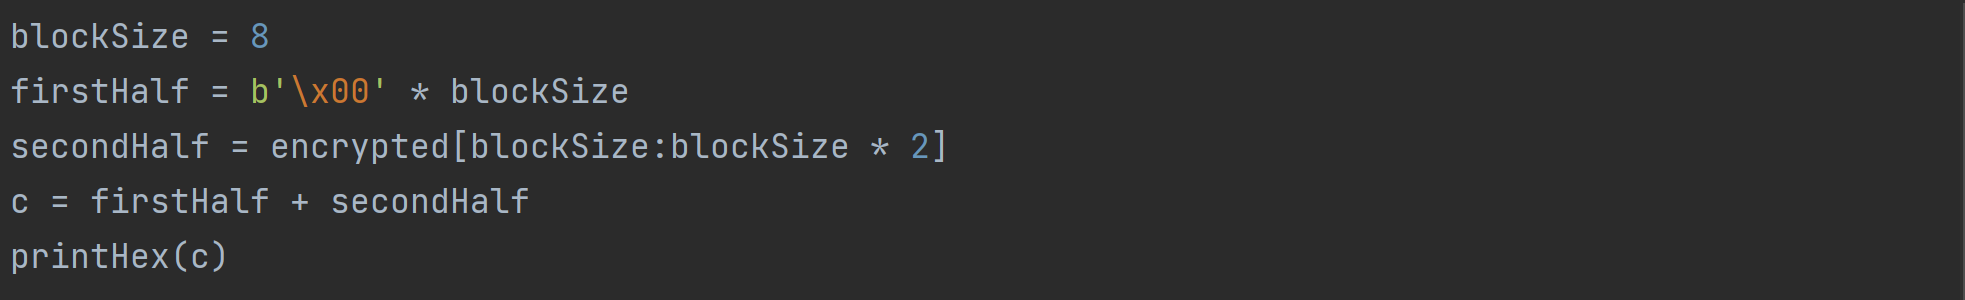 blockSize = 8
firstHalf = b'\x00' * blockSize
secondHalf = encrypted[blockSize:blockSize * 2]
c = firstHalf + secondHalf
printHex(c)